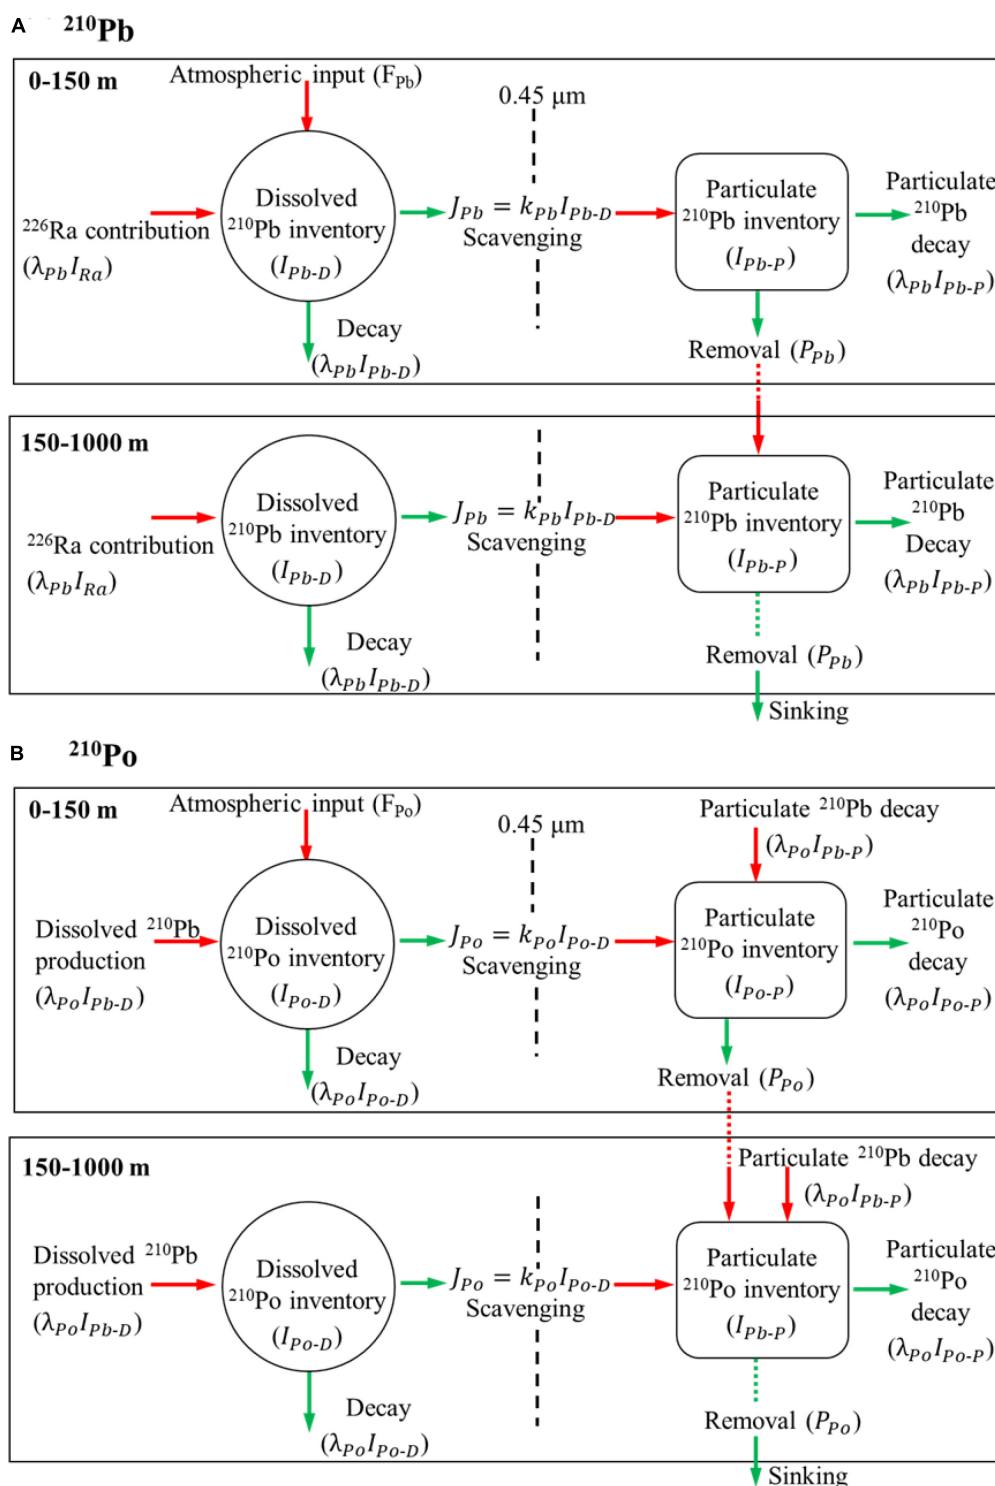 A
²¹⁰Pb
0-150 m
Atmospheric input (F_Pb)
0.45 μm
Dissolved
²¹⁰Pb inventory
(I_Pb-D)
²²⁶Ra contribution
(λ_Pb I_Ra)
J_Pb = k_Pb I_Pb-D
Scavenging
Particulate
²¹⁰Pb inventory
(I_Pb-P)
Particulate
²¹⁰Pb
decay
(λ_Pb I_Pb-P)
Decay
(λ_Pb I_Pb-D)
Removal (P_Pb)
150-1000 m
Dissolved
²¹⁰Pb inventory
(I_Pb-D)
²²⁶Ra contribution
(λ_Pb I_Ra)
J_Pb = k_Pb I_Pb-D
Scavenging
Particulate
²¹⁰Pb inventory
(I_Pb-P)
Particulate
²¹⁰Pb
Decay
(λ_Pb I_Pb-P)
Decay
(λ_Pb I_Pb-D)
Removal (P_Pb)
Sinking
B
²¹⁰Po
0-150 m
Atmospheric input (F_Po)
0.45 μm
Particulate ²¹⁰Pb decay
(λ_Po I_Pb-P)
Dissolved ²¹⁰Pb
production
(λ_Po I_Pb-D)
Dissolved
²¹⁰Po inventory
(I_Po-D)
J_Po = k_Po I_Po-D
Scavenging
Particulate
²¹⁰Po inventory
(I_Po-P)
Particulate
²¹⁰Po
decay
(λ_Po I_Po-P)
Decay
(λ_Po I_Po-D)
Removal (P_Po)
150-1000 m
Particulate ²¹⁰Pb decay
(λ_Po I_Pb-P)
Dissolved ²¹⁰Pb
production
(λ_Po I_Pb-D)
Dissolved
²¹⁰Po inventory
(I_Po-D)
J_Po = k_Po I_Po-D
Scavenging
Particulate
²¹⁰Po inventory
(I_Pb-P)
Particulate
²¹⁰Po
decay
(λ_Po I_Po-P)
Decay
(λ_Po I_Po-D)
Removal (P_Po)
Sinking